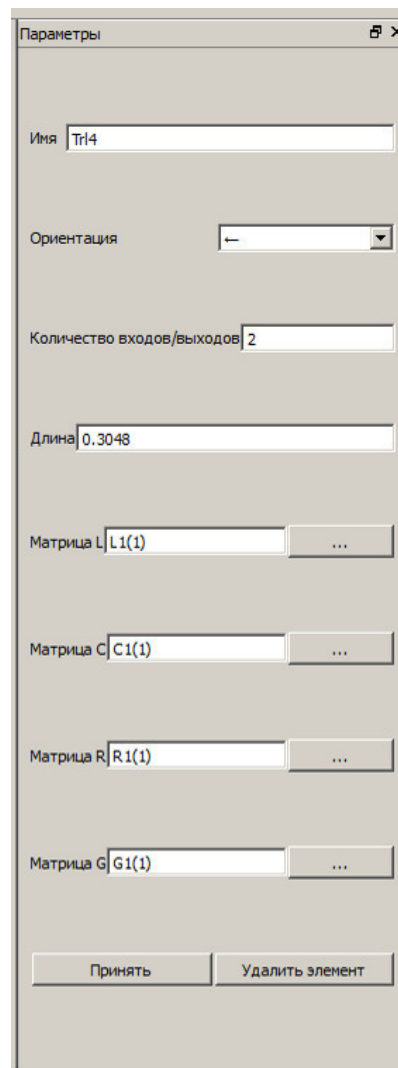 Параметры
Имя Trl4
Ориентация ←
Количество входов/выходов 2
Длина 0.3048
Матрица L L1(1) ...
Матрица C C1(1) ...
Матрица R R1(1) ...
Матрица G G1(1) ...
Принять Удалить элемент